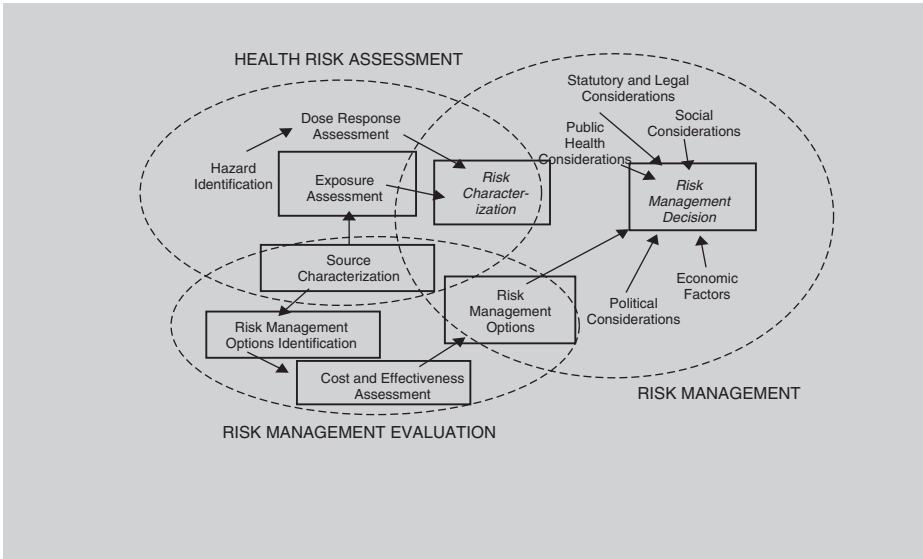 HEALTH RISK ASSESSMENT
Statutory and Legal
Considerations
Dose Response
Assessment
Public
Health
Considerations
Social
Considerations
Hazard
Identification
Exposure
Assessment
Risk
Character-
ization
Risk
Management
Decision
Source
Characterization
Risk
Management
Options
Political
Considerations
Economic
Factors
Risk Management
Options Identification
Cost and Effectiveness
Assessment
RISK MANAGEMENT
RISK MANAGEMENT EVALUATION